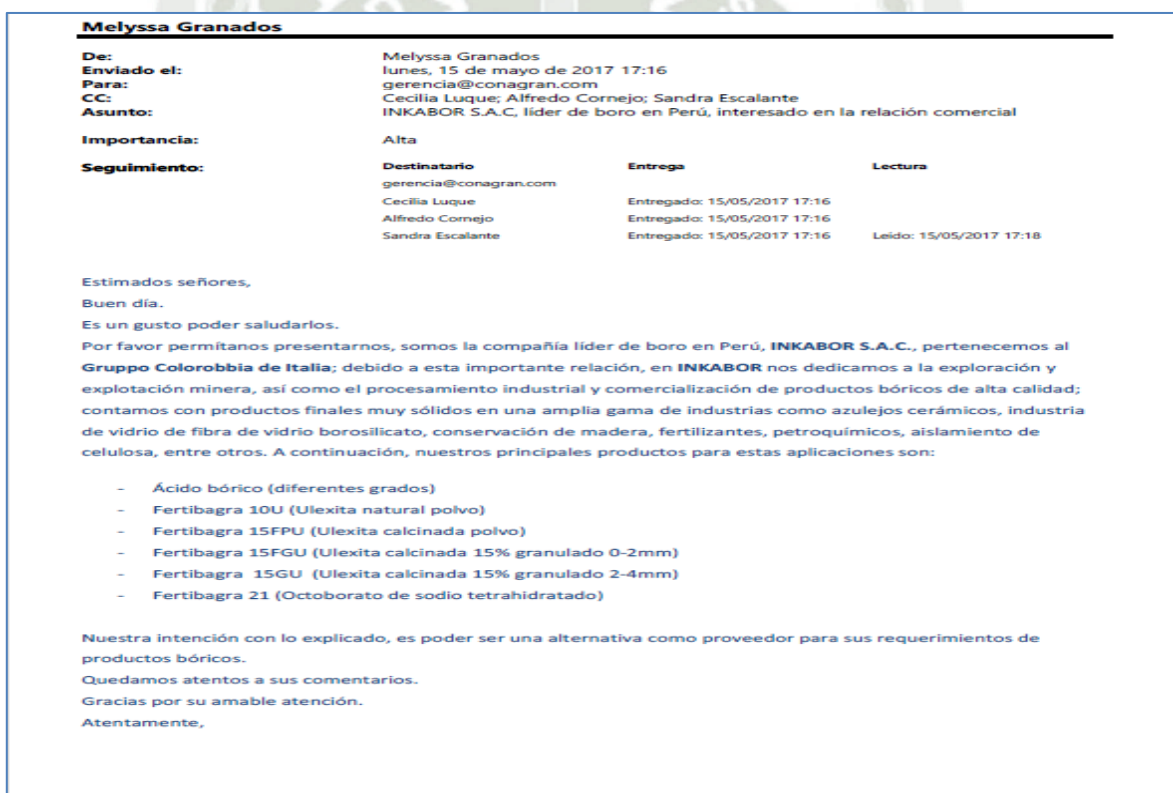 Melyssa Granados
De: Melyssa Granados
Enviado el: lunes, 15 de mayo de 2017 17:16
Para: gerencia@conagran.com
CC: Cecilia Luque; Alfredo Cornejo; Sandra Escalante
Asunto: INKABOR S.A.C, líder de boro en Perú, interesado en la relación comercial
Importancia: Alta
Seguimiento: Destinatario Entrega Lectura
gerencia@conagran.com
Cecilia Luque Entregado: 15/05/2017 17:16
Alfredo Cornejo Entregado: 15/05/2017 17:16
Sandra Escalante Entregado: 15/05/2017 17:16 Leído: 15/05/2017 17:18
Estimados señores,
Buen día.
Es un gusto poder saludarlos.
Por favor permítanos presentarnos, somos la compañía líder de boro en Perú, INKABOR S.A.C., pertenecemos al
Gruppo Colorobbia de Italia; debido a esta importante relación, en INKABOR nos dedicamos a la exploración y
explotación minera, así como el procesamiento industrial y comercialización de productos bóricos de alta calidad;
contamos con productos finales muy sólidos en una amplia gama de industrias como azulejos cerámicos, industria
de vidrio de fibra de vidrio borosilicato, conservación de madera, fertilizantes, petroquímicos, aislamiento de
celulosa, entre otros. A continuación, nuestros principales productos para estas aplicaciones son:
- Ácido bórico (diferentes grados)
- Fertibagra 10U (Ulexita natural polvo)
- Fertibagra 15FPU (Ulexita calcinada polvo)
- Fertibagra 15FGU (Ulexita calcinada 15% granulado 0-2mm)
- Fertibagra 15GU (Ulexita calcinada 15% granulado 2-4mm)
- Fertibagra 21 (Octoborato de sodio tetrahidratado)
Nuestra intención con lo explicado, es poder ser una alternativa como proveedor para sus requerimientos de
productos bóricos.
Quedamos atentos a sus comentarios.
Gracias por su amable atención.
Atentamente,